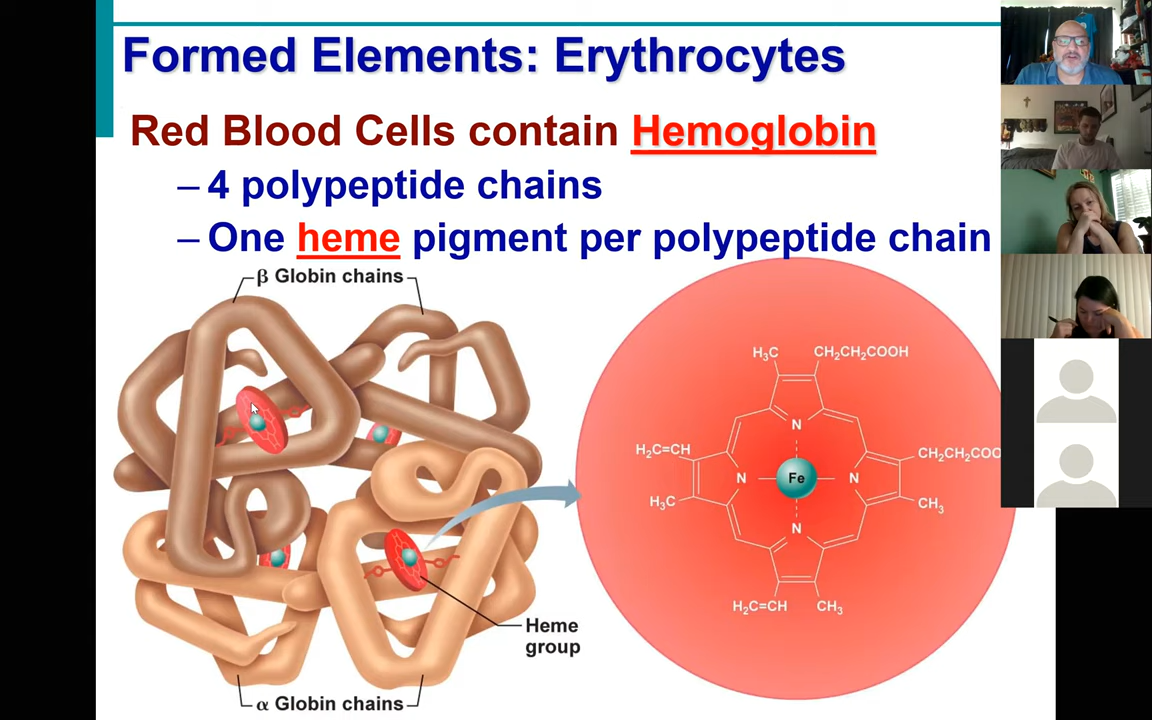 Formed Elements: Erythrocytes
Red Blood Cells contain Hemoglobin
– 4 polypeptide chains
– One heme pigment per polypeptide chain
β Globin chains
H₃C
CH₂CH₂COOH
N
H₂C=CH
CH₂CH₂COO
N
Fe
N
H₃C
CH₃
N
H₂C=CH
CH₃
Heme
group
α Globin chains